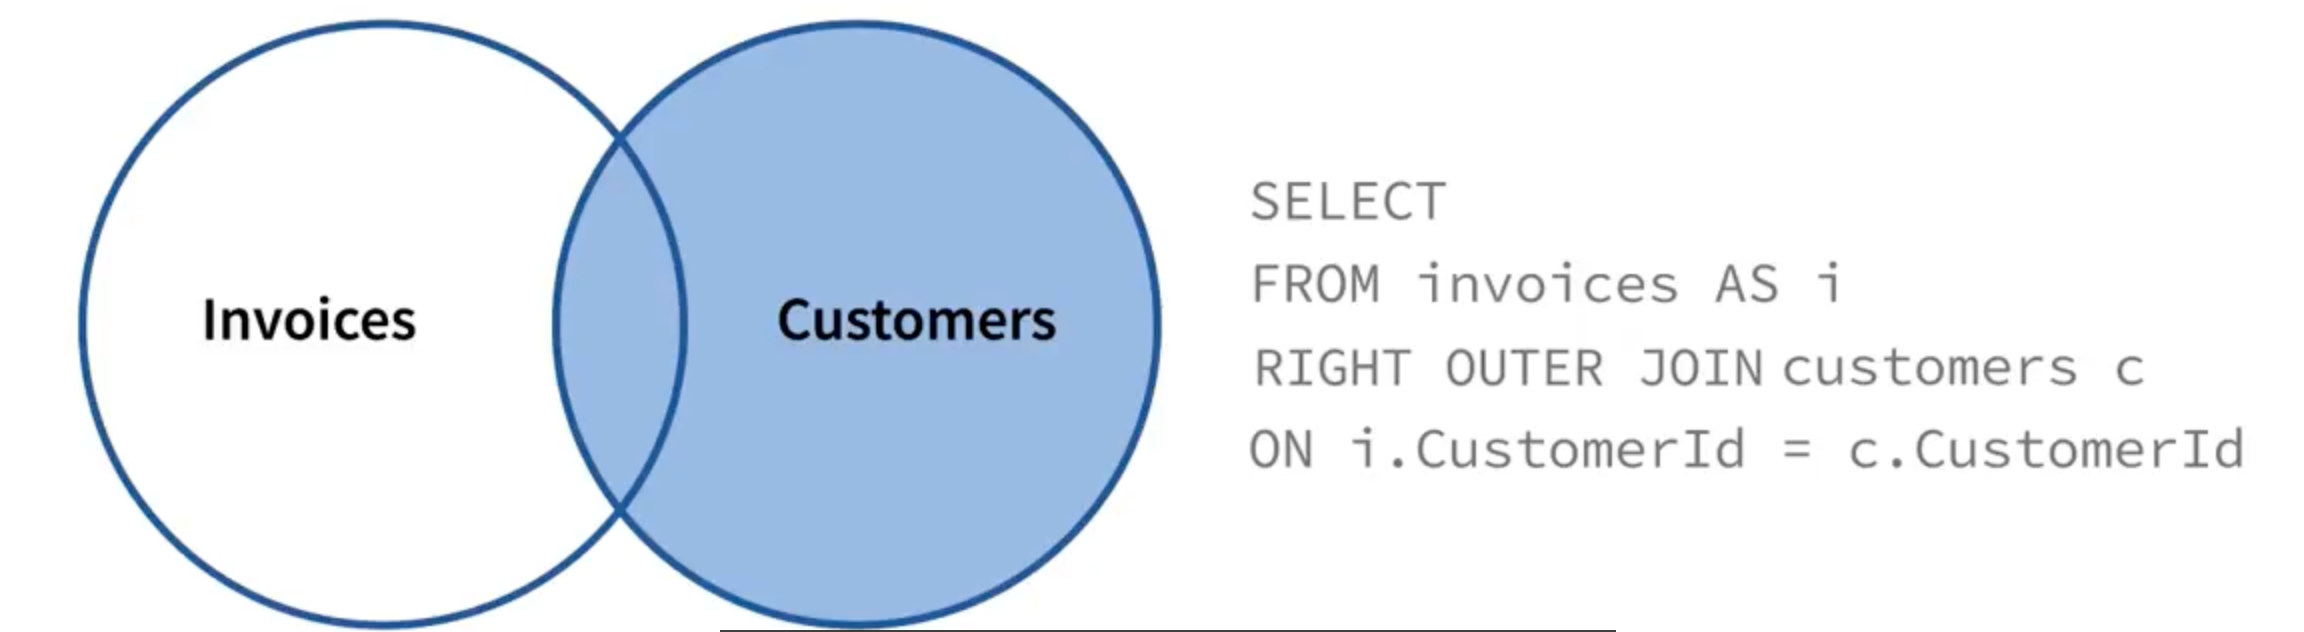 Invoices
Customers
SELECT
FROM invoices AS i
RIGHT OUTER JOIN customers c
ON i.CustomerId = c.CustomerId